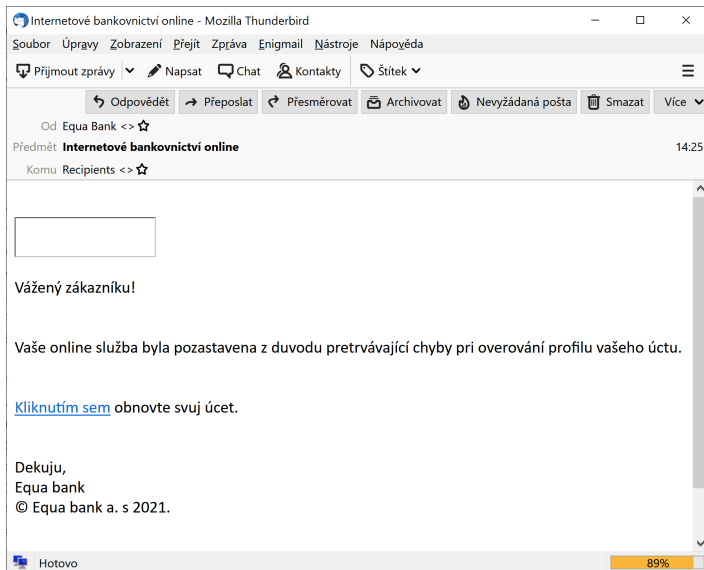 Internetové bankovnictví online - Mozilla Thunderbird
Soubor Úpravy Zobrazení Přejít Zpráva Enigmail Nástroje Nápověda
Přijmout zprávy Napsat Chat Kontakty Štítek
Odpovědět Přeposlat Přesměrovat Archivovat Nevyžádaná pošta Smazat Více
Od Equa Bank <>
Předmět Internetové bankovnictví online 14:25
Komu Recipients <>
Vážený zákazníku!
Vaše online služba byla pozastavena z duvodu pretrvávající chyby pri overování profilu vašeho úctu.
Kliknutím sem obnovte svuj úcet.
Dekuju,
Equa bank
© Equa bank a. s 2021.
Hotovo 89%